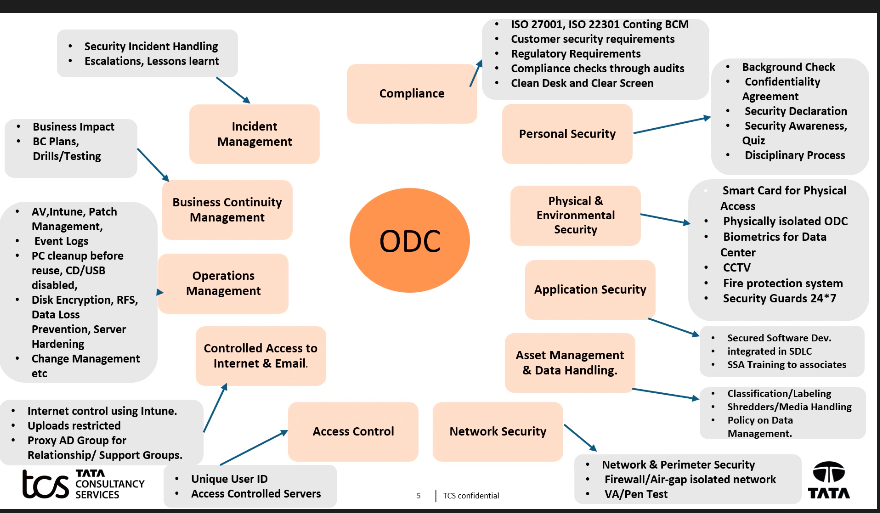 • ISO 27001, ISO 22301 Conting BCM
• Customer security requirements
• Regulatory Requirements
• Compliance checks through audits
• Clean Desk and Clear Screen
• Security Incident Handling
• Escalations, Lessons learnt
Compliance
• Background Check
• Confidentiality
Agreement
• Security Declaration
• Security Awareness,
Quiz
• Disciplinary Process
Incident
Management
Personal Security
• Business Impact
• BC Plans,
Drills/Testing
Business Continuity
Management
Physical &
Environmental
Security
• Smart Card for Physical
Access
• Physically isolated ODC
• Biometrics for Data
Center
• CCTV
• Fire protection system
• Security Guards 24*7
ODC
• AV,Intune, Patch
Management,
• Event Logs
• PC cleanup before
reuse, CD/USB
disabled,
• Disk Encryption, RFS,
Data Loss
Prevention, Server
Hardening
• Change Management
etc
Operations
Management
Application Security
• Secured Software Dev.
• integrated in SDLC
• SSA Training to associates
Controlled Access to
Internet & Email.
Asset Management
& Data Handling.
• Classification/Labeling
• Shredders/Media Handling
• Policy on Data
Management.
• Internet control using Intune.
• Uploads restricted
• Proxy AD Group for
Relationship/ Support Groups.
Access Control
Network Security
• Unique User ID
• Access Controlled Servers
• Network & Perimeter Security
• Firewall/Air-gap isolated network
• VA/Pen Test
tcs TATA
CONSULTANCY
SERVICES
5 | TCS confidential
TATA